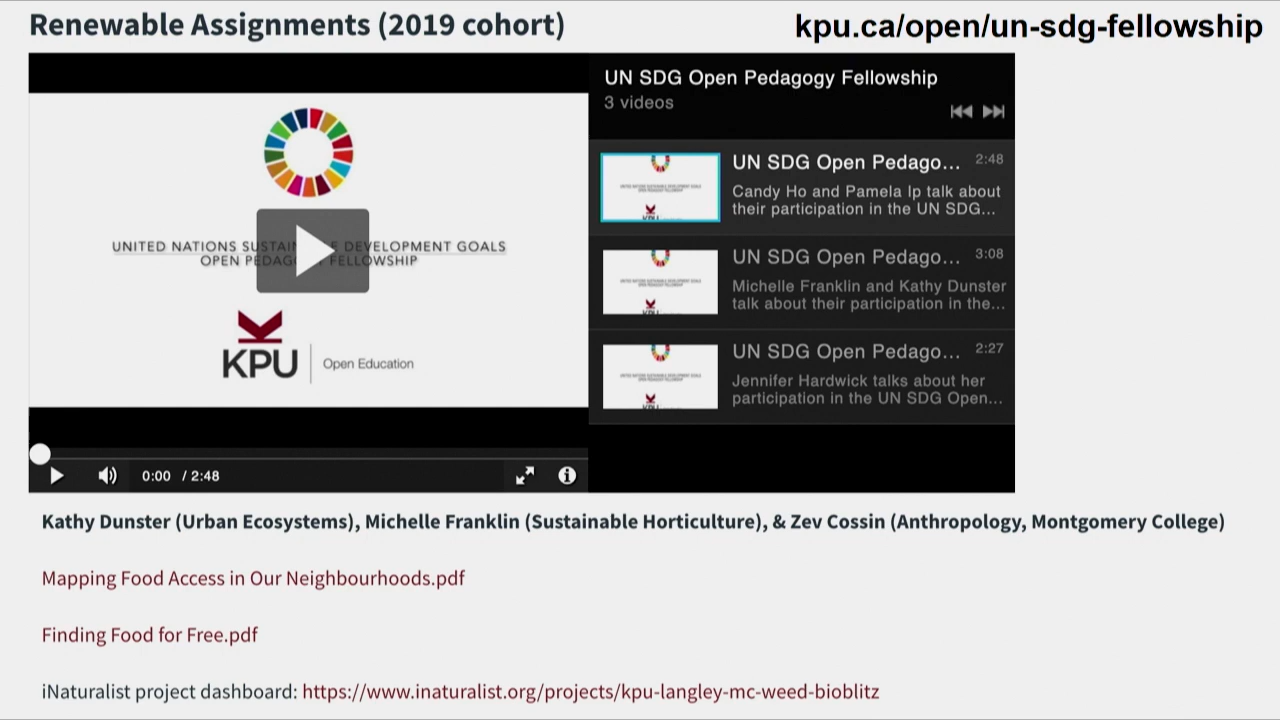 Renewable Assignments (2019 cohort)
kpu.ca/open/un-sdg-fellowship
UN SDG Open Pedagogy Fellowship
3 videos
UNITED NATIONS SUSTAIN E DEVELOPMENT GOALS
OPEN PEDAG FELLOWSHIP
KPU Open Education
UN SDG Open Pedago... 2:48
Candy Ho and Pamela Ip talk about
their participation in the UN SDG...
UN SDG Open Pedago... 3:08
Michelle Franklin and Kathy Dunster
talk about their participation in the...
UN SDG Open Pedago... 2:27
Jennifer Hardwick talks about her
participation in the UN SDG Open...
0:00 / 2:48
Kathy Dunster (Urban Ecosystems), Michelle Franklin (Sustainable Horticulture), & Zev Cossin (Anthropology, Montgomery College)
Mapping Food Access in Our Neighbourhoods.pdf
Finding Food for Free.pdf
iNaturalist project dashboard: https://www.inaturalist.org/projects/kpu-langley-mc-weed-bioblitz